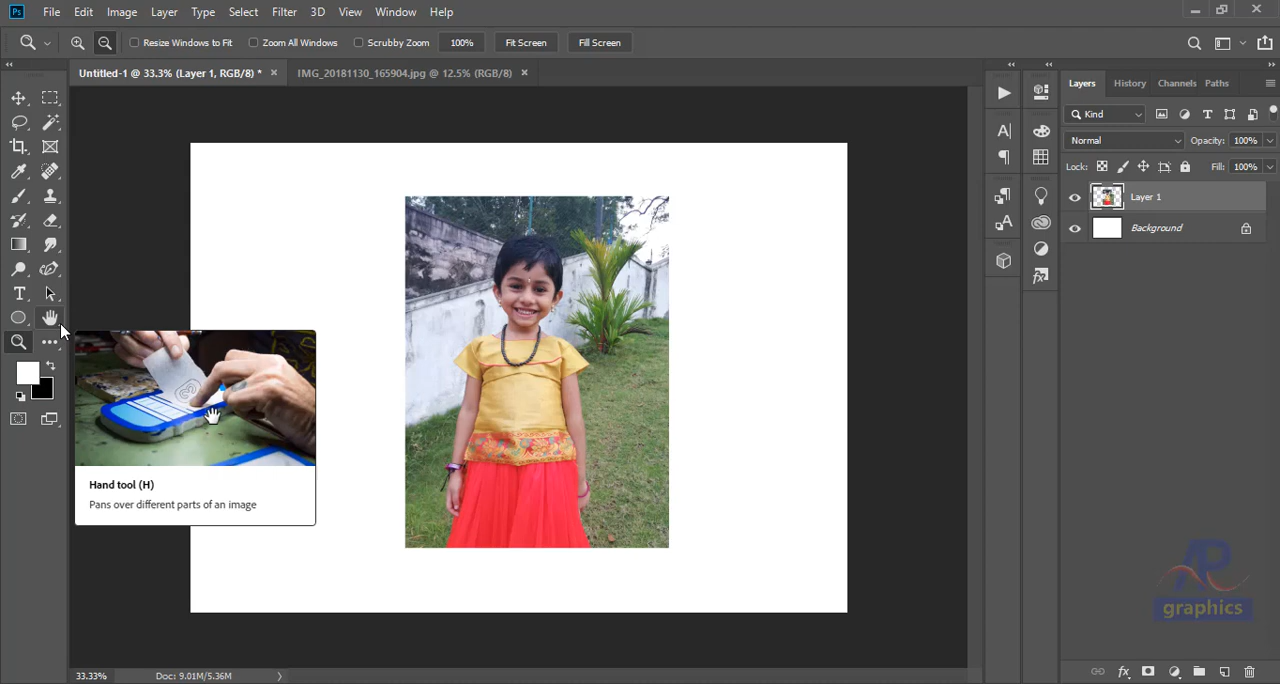 Ps File Edit Image Layer Type Select Filter 3D View Window Help
Resize Windows to Fit Zoom All Windows Scrubby Zoom 100% Fit Screen Fill Screen
Untitled-1 @ 33.3% (Layer 1, RGB/8) * × IMG_20181130_165904.jpg @ 12.5% (RGB/8) ×
Layers History Channels Paths
Kind
Normal Opacity: 100%
Lock: Fill: 100%
Layer 1
Background
Hand tool (H)
Pans over different parts of an image
AP
graphics
33.33% Doc: 9.01M/5.36M